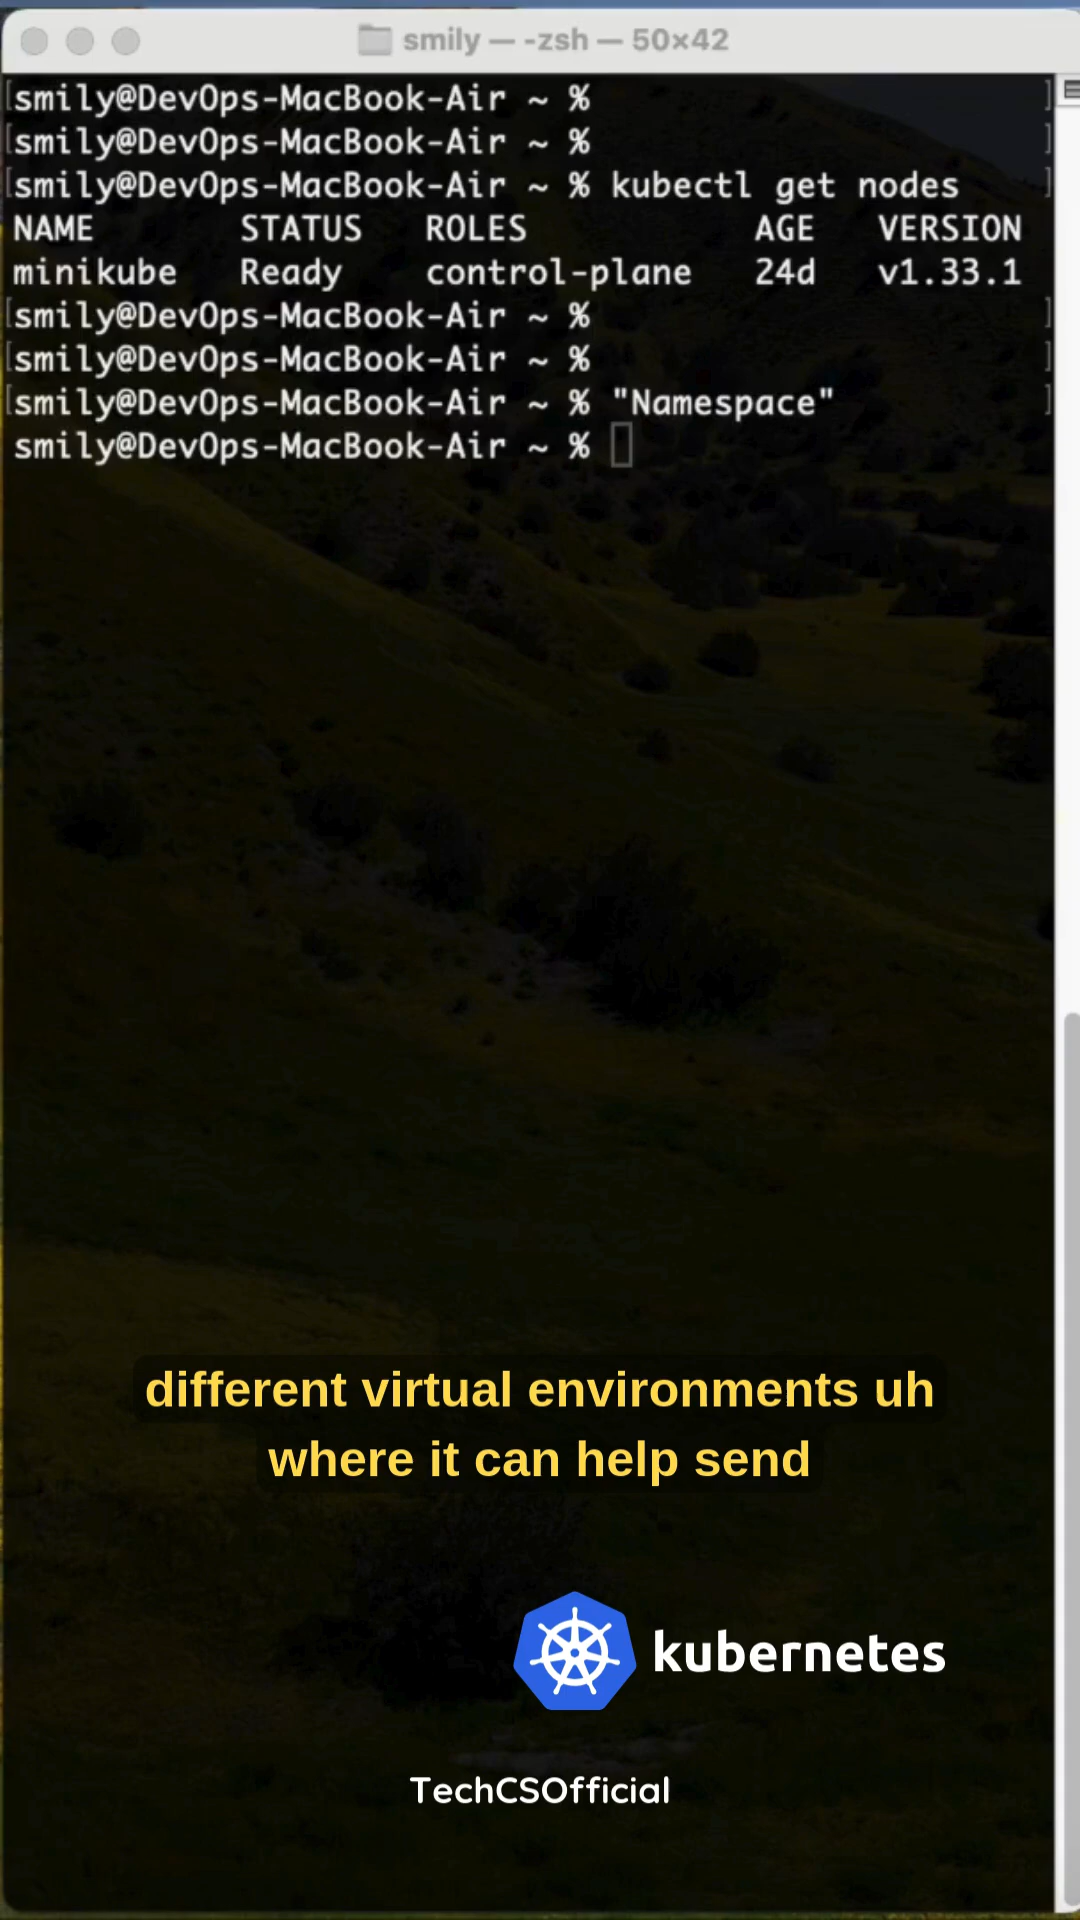 smily — -zsh — 50×42
[smily@DevOps-MacBook-Air ~ % ]
[smily@DevOps-MacBook-Air ~ % ]
[smily@DevOps-MacBook-Air ~ % kubectl get nodes ]
NAME STATUS ROLES AGE VERSION
minikube Ready control-plane 24d v1.33.1
[smily@DevOps-MacBook-Air ~ % ]
[smily@DevOps-MacBook-Air ~ % ]
[smily@DevOps-MacBook-Air ~ % "Namespace" ]
smily@DevOps-MacBook-Air ~ %
different virtual environments uh
where it can help send
kubernetes
TechCSOfficial